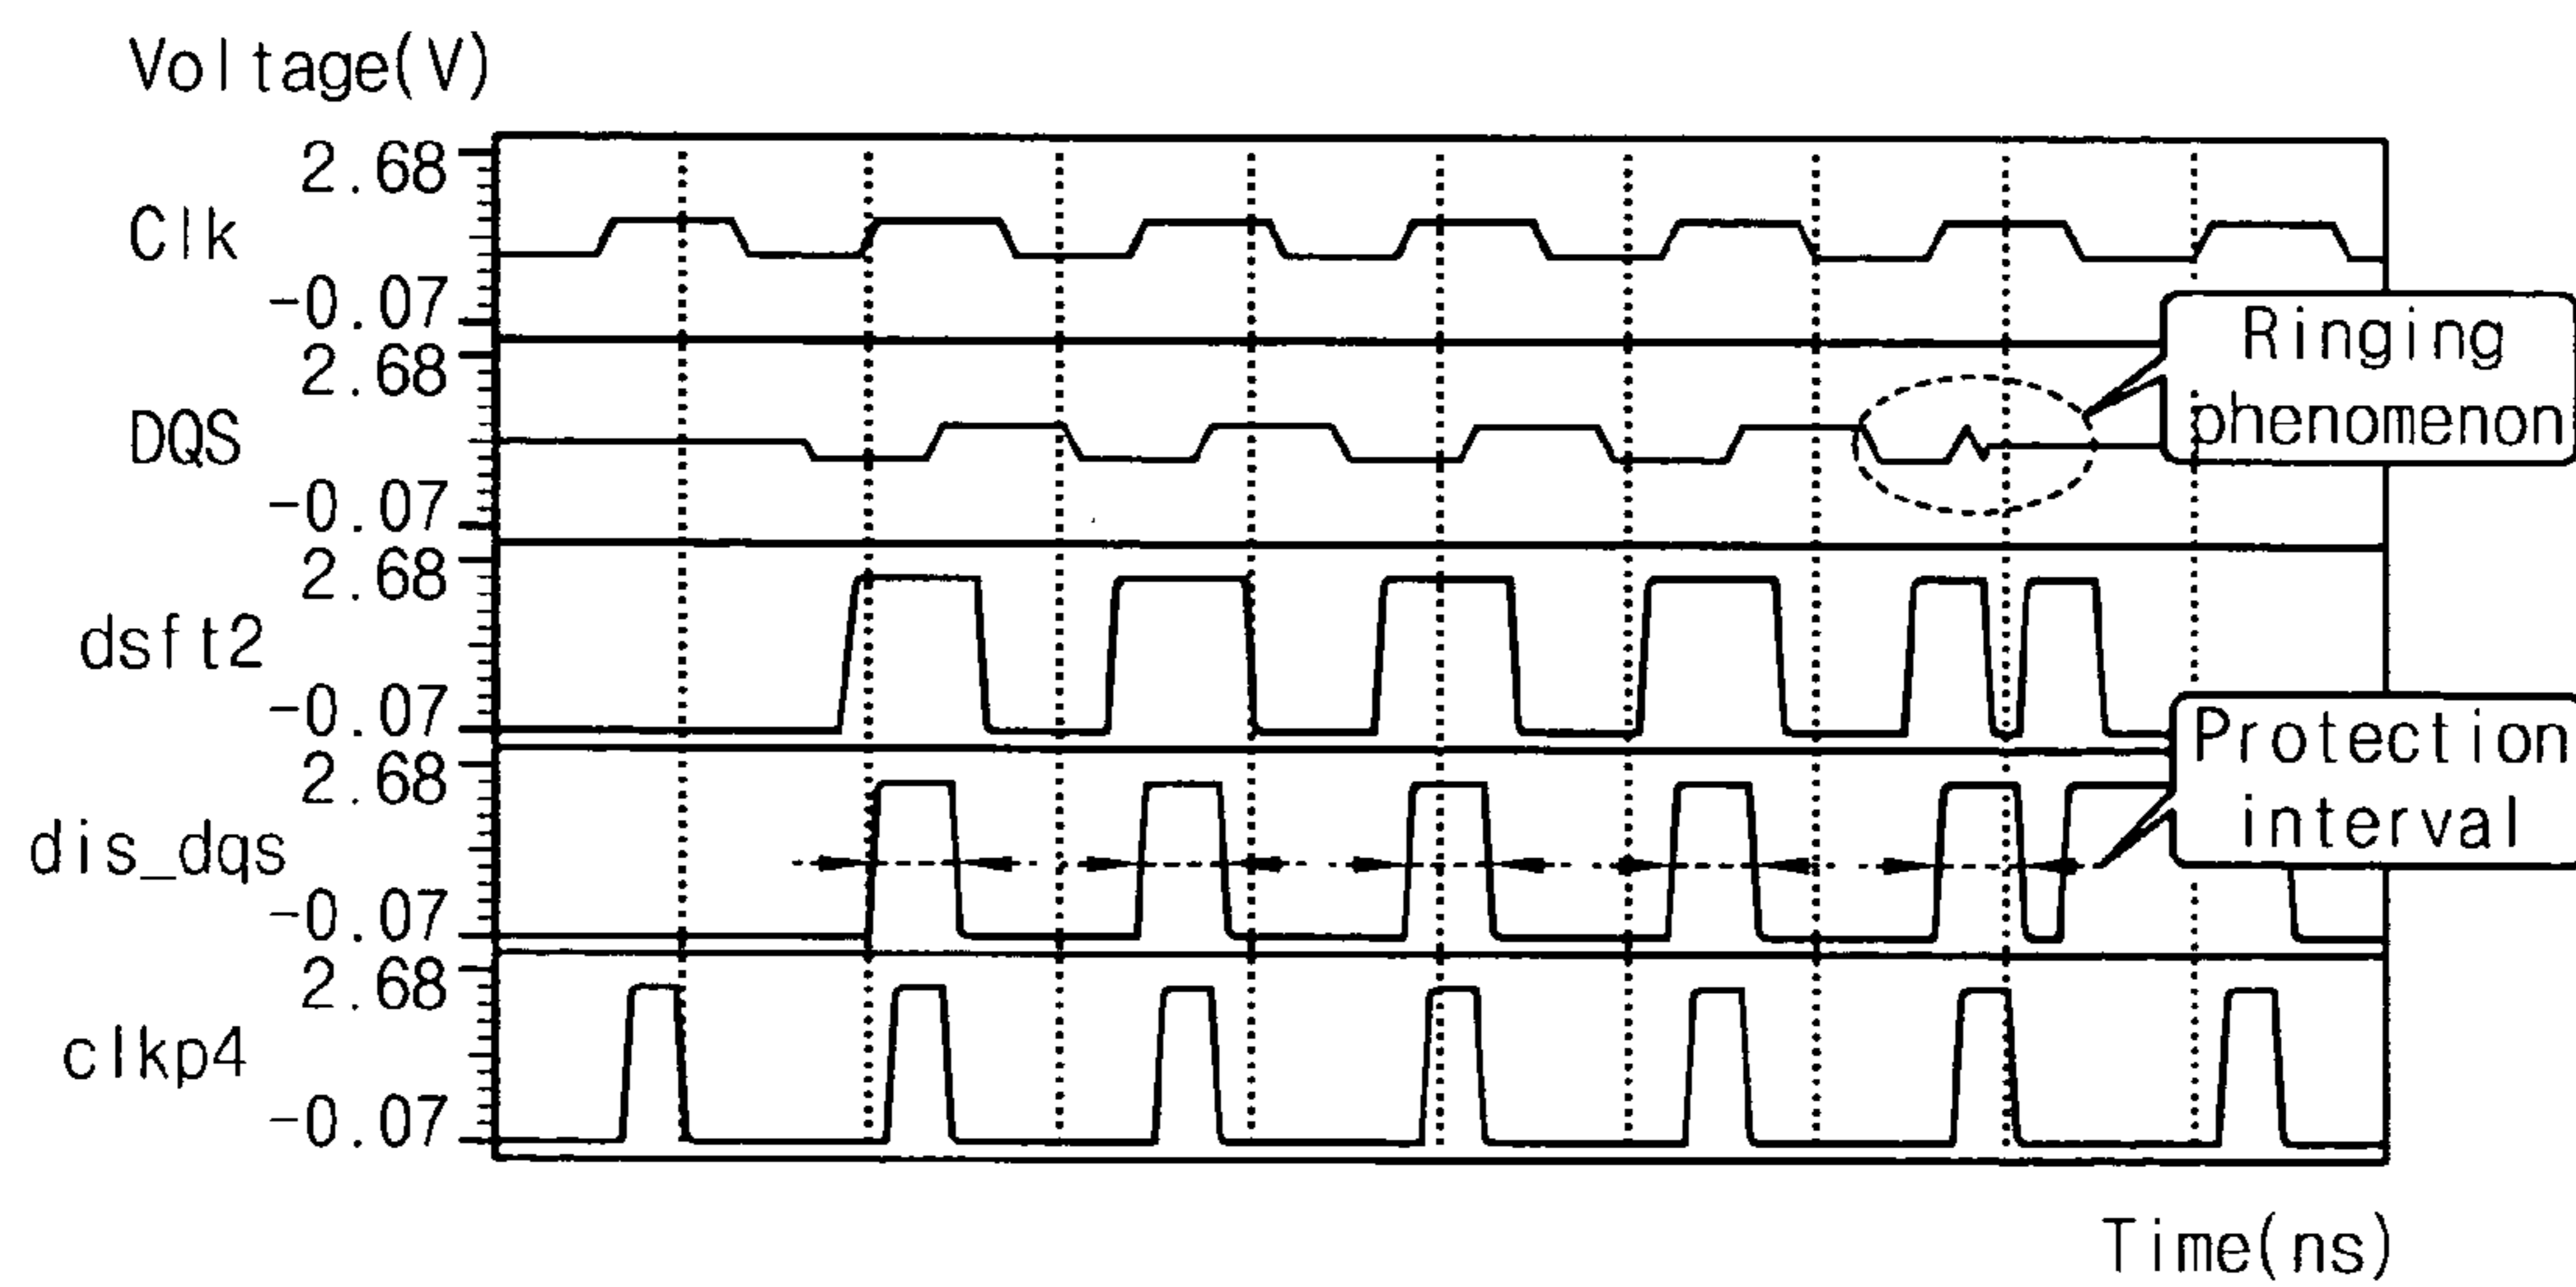 Voltage(V)
2.68
Clk
-0.07
2.68
DQS
-0.07
Ringing
phenomenon
2.68
dsft2
-0.07
2.68
dis_dqs
-0.07
Protection
interval
2.68
clkp4
-0.07
Time(ns)